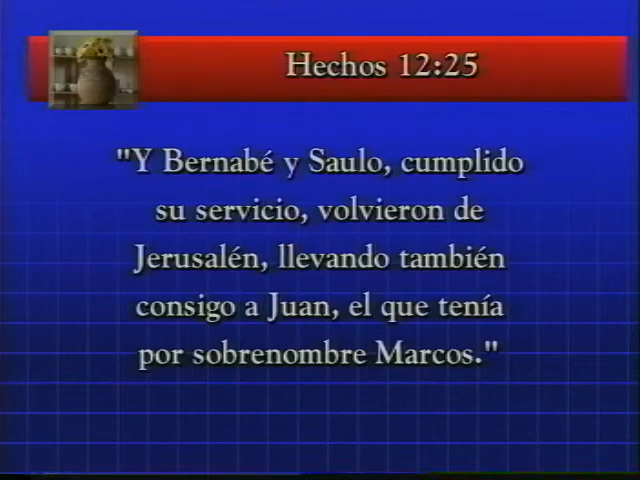 Hechos 12:25
"Y Bernabé y Saulo, cumplido
su servicio, volvieron de
Jerusalén, llevando también
consigo a Juan, el que tenía
por sobrenombre Marcos."